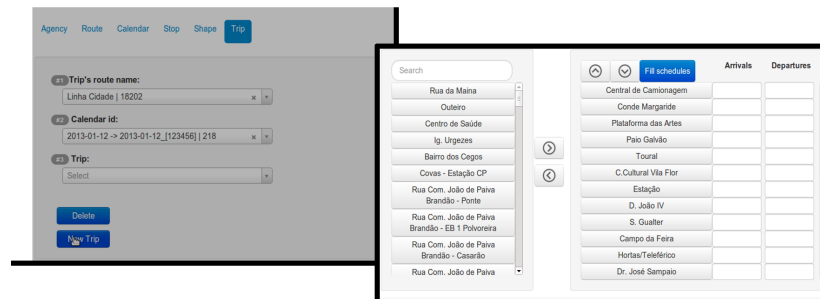 Agency Route Calendar Stop Shape Trip
#1 Trip's route name:
Linha Cidade | 18202
#2 Calendar id:
2013-01-12 -> 2013-01-12_[123456] | 218
#3 Trip:
Select
Delete
New Trip
Search
Rua da Maina
Outeiro
Centro de Saúde
Ig. Urgezes
Bairro dos Cegos
Covas - Estação CP
Rua Com. João de Paiva
Brandão - Ponte
Rua Com. João de Paiva
Brandão - EB 1 Polvoreira
Rua Com. João de Paiva
Brandão - Casarão
Rua Com. João de Paiva
Fill schedules Arrivals Departures
Central de Camionagem
Conde Margaride
Plataforma das Artes
Paio Galvão
Toural
C.Cultural Vila Flor
Estação
D. João IV
S. Gualter
Campo da Feira
Hortas/Teleférico
Dr. José Sampaio